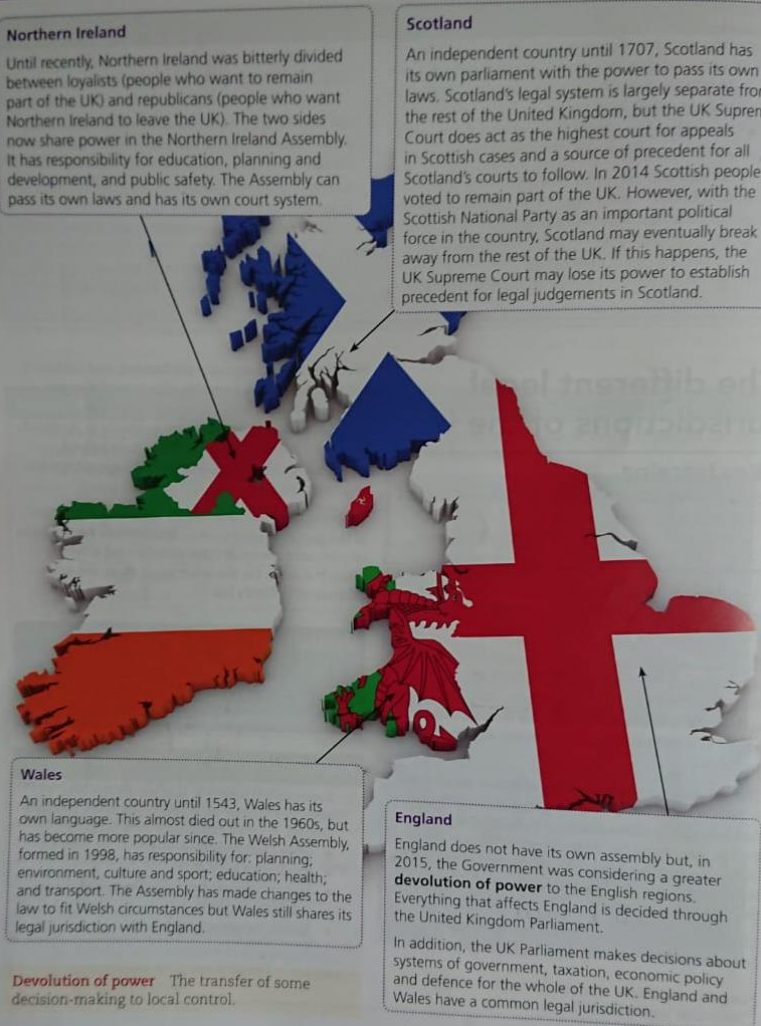 Northern Ireland
Until recently, Northern Ireland was bitterly divided
between loyalists (people who want to remain
part of the UK) and republicans (people who want
Northern Ireland to leave the UK). The two sides
now share power in the Northern Ireland Assembly.
It has responsibility for education, planning and
development, and public safety. The Assembly can
pass its own laws and has its own court system.
Scotland
An independent country until 1707, Scotland has
its own parliament with the power to pass its own
laws. Scotland's legal system is largely separate
the rest of the United Kingdom, but the UK
Court does act as the highest court for appeals
in Scottish cases and a source of precedent for all
Scotland's courts to follow. In 2014 Scottish people
voted to remain part of the UK. However, with the
Scottish National Party as an important political
force in the country, Scotland may eventually break
away from the rest of the UK. If this happens, the
UK Supreme Court may lose its power to establish
precedent for legal judgements in Scotland.
Wales
An independent country until 1543, Wales has its
own language. This almost died out in the 1960s, but
has become more popular since. The Welsh Assembly,
formed in 1998, has responsibility for: planning;
environment, culture and sport; education; health;
and transport. The Assembly has made changes to the
law to fit Welsh circumstances but Wales still shares its
legal jurisdiction with England.
Devolution of power The transfer of some
decision-making to local control.
England
England does not have its own assembly but, in
2015, the Government was considering a greater
devolution of power to the English regions.
Everything that affects England is decided through
the United Kingdom Parliament.
In addition, the UK Parliament makes decisions about
systems of government, taxation, economic policy
and defence for the whole of the UK. England and
Wales have a common legal jurisdiction.